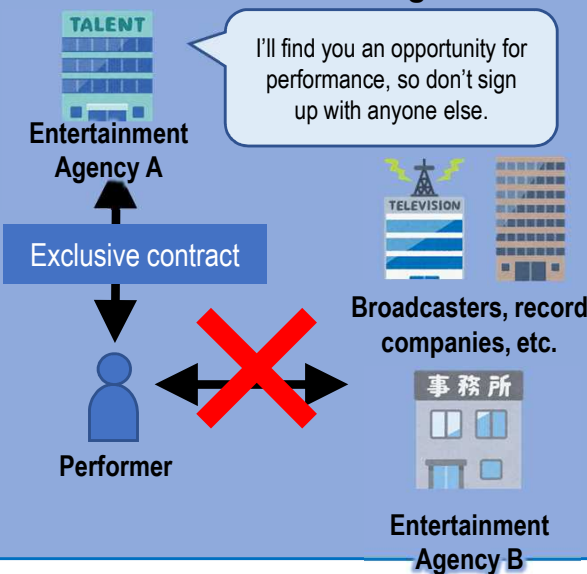 TALENT
I'll find you an opportunity for
performance, so don't sign
up with anyone else.
Entertainment
Agency A
TELEVISION
Exclusive contract
Broadcasters, record
companies, etc.
事務所
Performer
Entertainment
Agency B